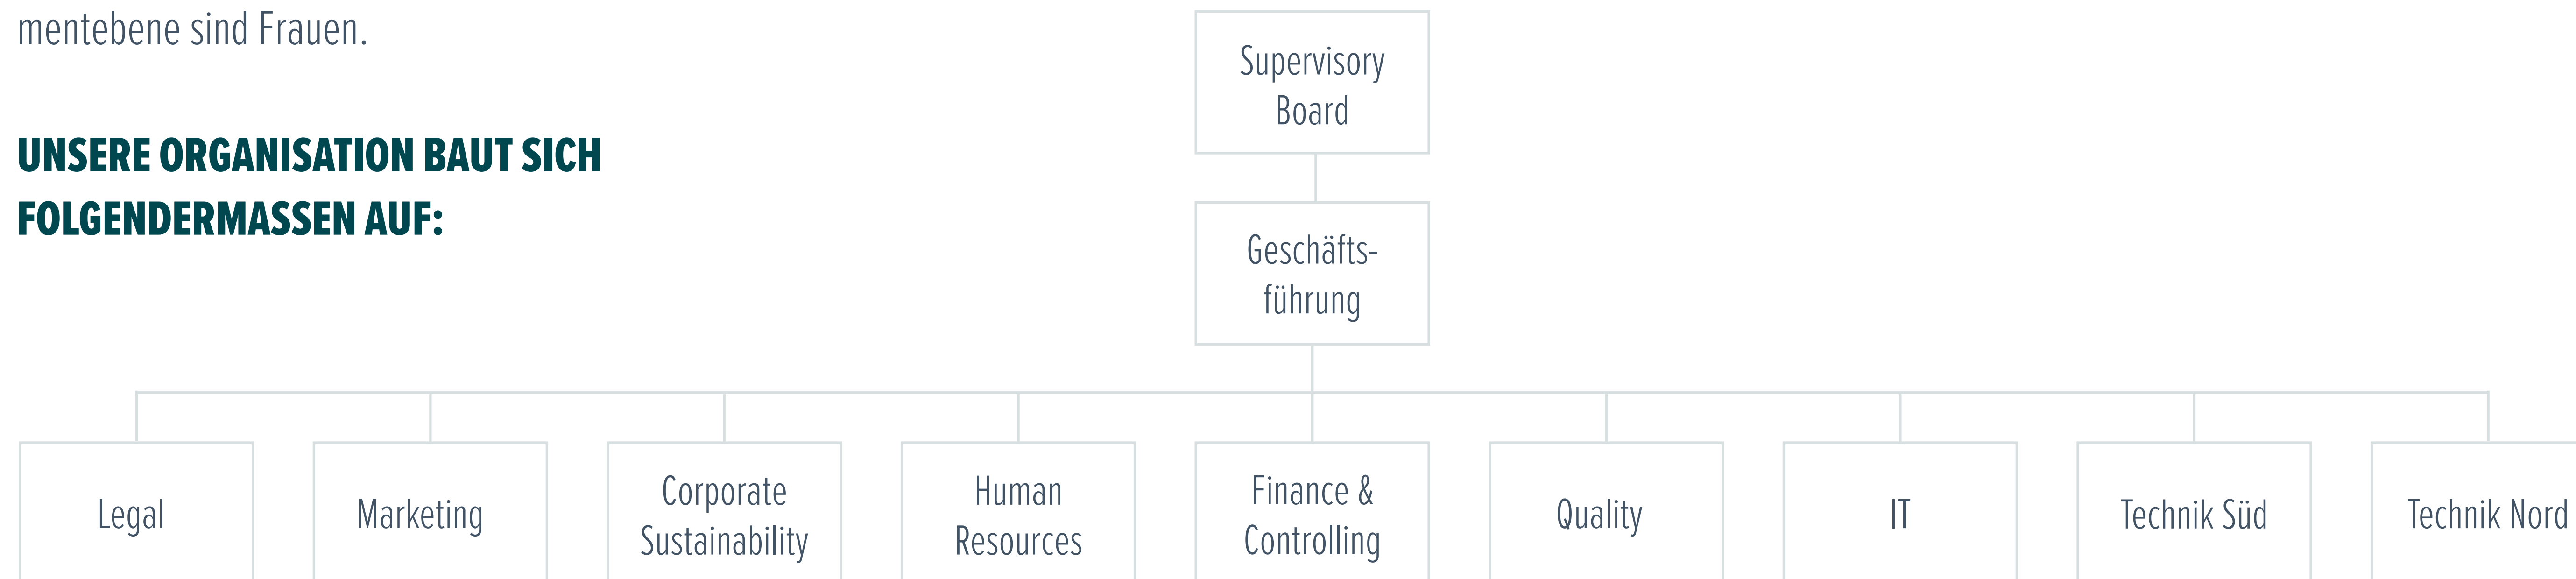 mentebene sind Frauen.
UNSERE ORGANISATION BAUT SICH
FOLGENDERMASSEN AUF:
Supervisory
Board
Geschäfts-
führung
Legal
Marketing
Corporate
Sustainability
Human
Resources
Finance &
Controlling
Quality
IT
Technik Süd
Technik Nord